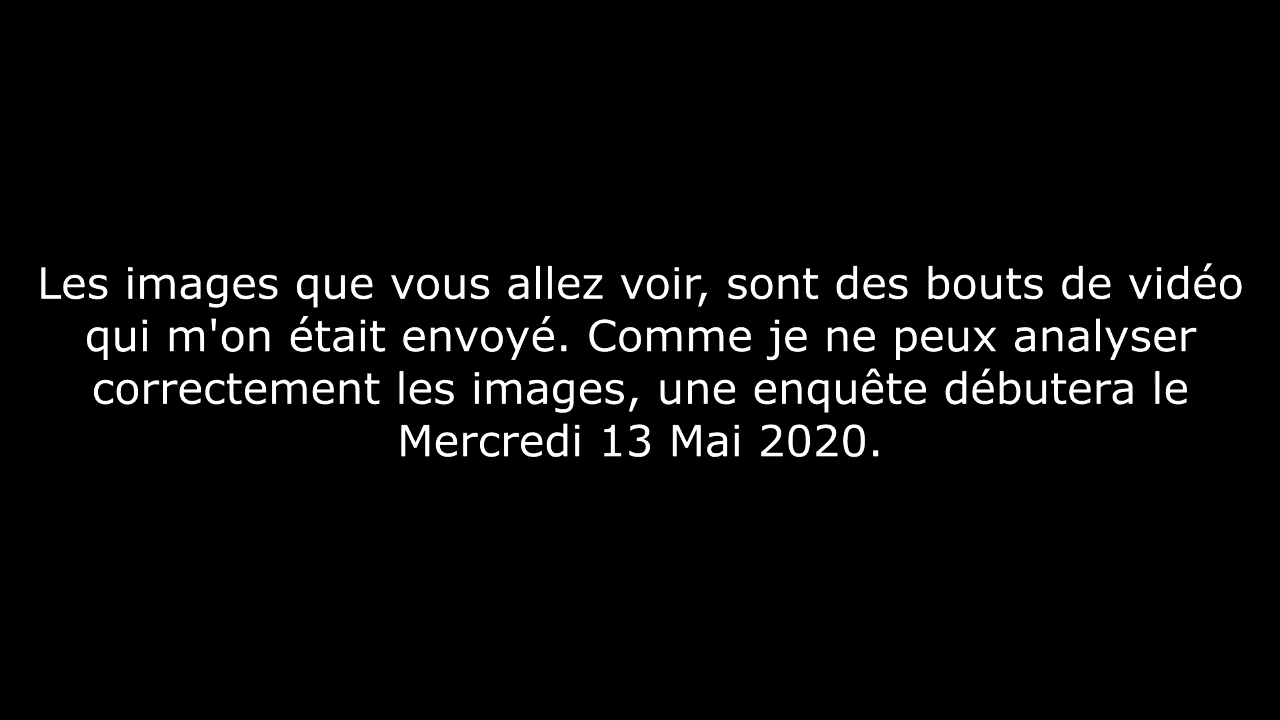 Les images que vous allez voir, sont des bouts de vidéo
qui m'on était envoyé. Comme je ne peux analyser
correctement les images, une enquête débutera le
Mercredi 13 Mai 2020.